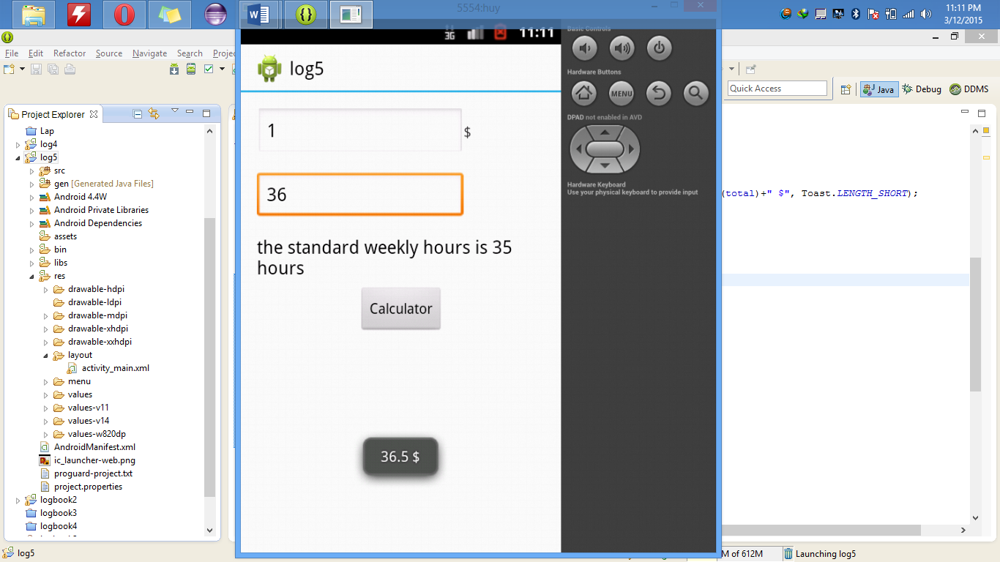 5554:huy
11:11 PM
3/12/2015
File Edit Refactor Source Navigate Search
Quick Access
Java
Debug
DDMS
Project Explorer
Lap
log4
log5
src
gen [Generated Java Files]
Android 4.4W
Android Private Libraries
Android Dependencies
assets
bin
libs
res
drawable-hdpi
drawable-ldpi
drawable-mdpi
drawable-xhdpi
drawable-xxhdpi
layout
activity_main.xml
menu
values
values-v11
values-v14
values-w820dp
AndroidManifest.xml
ic_launcher-web.png
proguard-project.txt
project.properties
logbook2
logbook3
logbook4
log5
3G 11:11
log5
1 $
36
the standard weekly hours is 35
hours
Calculator
36.5 $
Basic Controls
Hardware Buttons
MENU
DPAD not enabled in AVD
Hardware Keyboard
Use your physical keyboard to provide input
(total)+" $", Toast.LENGTH_SHORT);
M of 612M
Launching log5